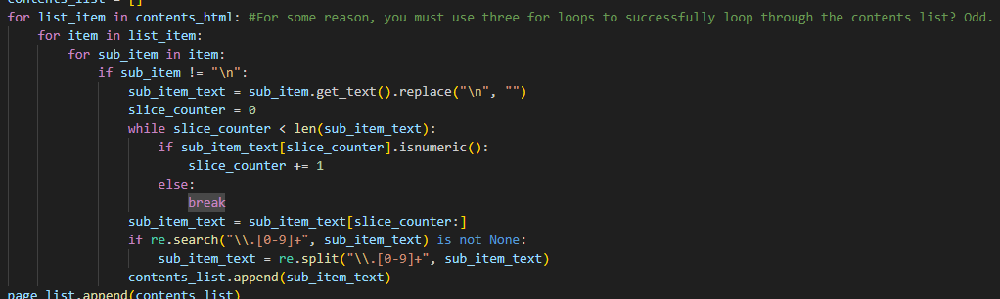 contents_list = []
for list_item in contents_html: #For some reason, you must use three for loops to successfully loop through the contents list? Odd.
for item in list_item:
for sub_item in item:
if sub_item != "\n":
sub_item_text = sub_item.get_text().replace("\n", "")
slice_counter = 0
while slice_counter < len(sub_item_text):
if sub_item_text[slice_counter].isnumeric():
slice_counter += 1
else:
break
sub_item_text = sub_item_text[slice_counter:]
if re.search("\\.[0-9]+", sub_item_text) is not None:
sub_item_text = re.split("\\.[0-9]+", sub_item_text)
contents_list.append(sub_item_text)
page_list.append(contents_list)